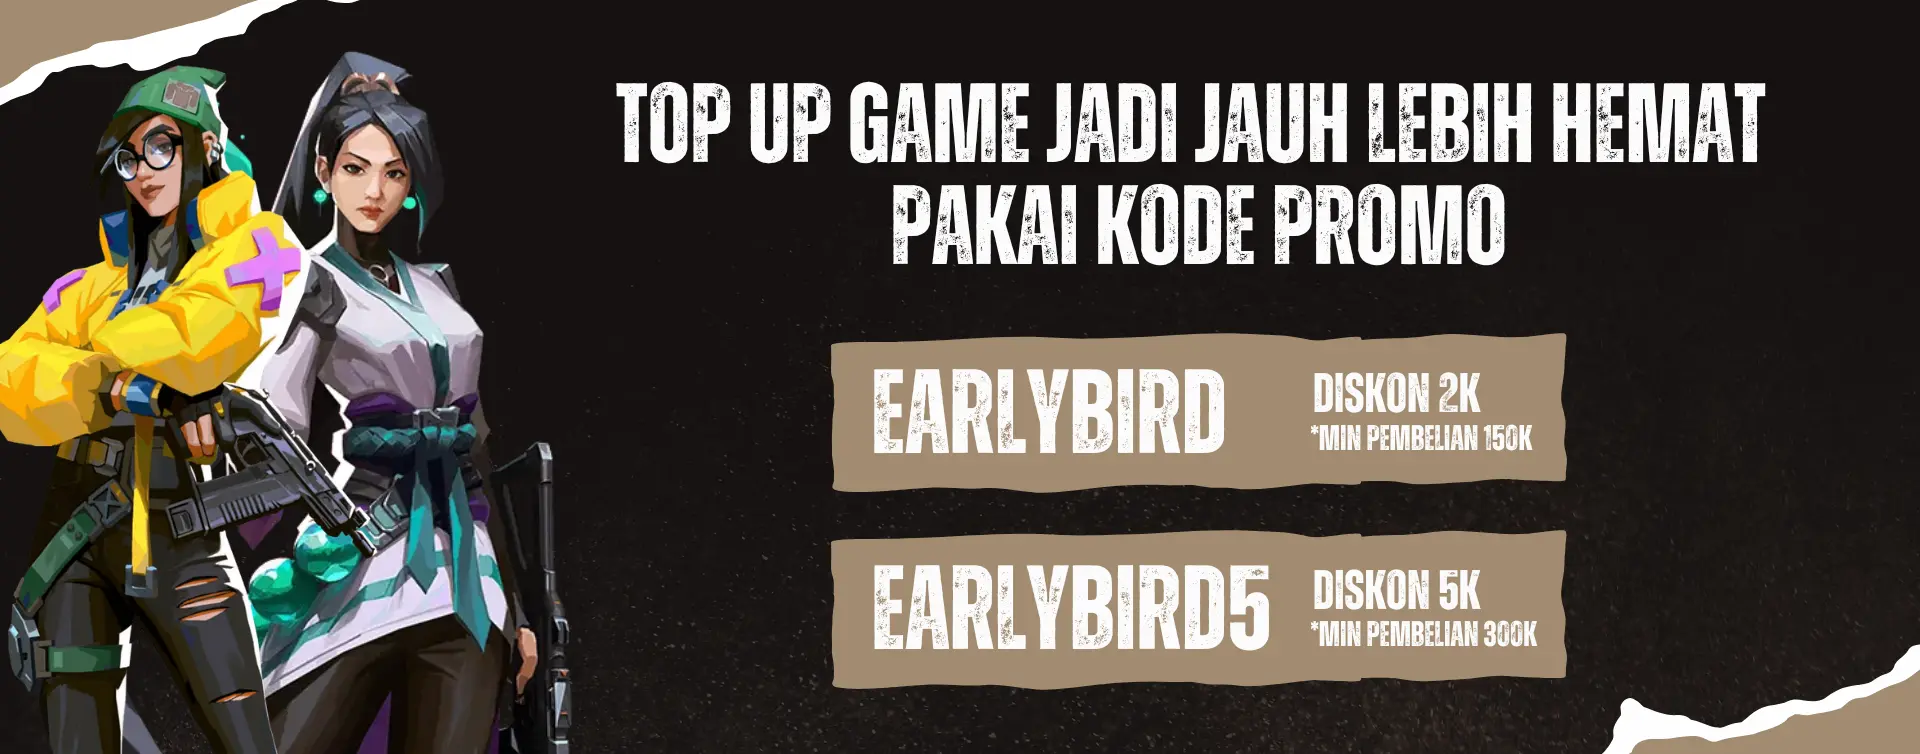 TOP UP GAME JADI JAUH LEBIH HEMAT
PAKAI KODE PROMO
EARLYBIRD
DISKON 2K
*MIN PEMBELIAN 150K
EARLYBIRD5
DISKON 5K
*MIN PEMBELIAN 300K